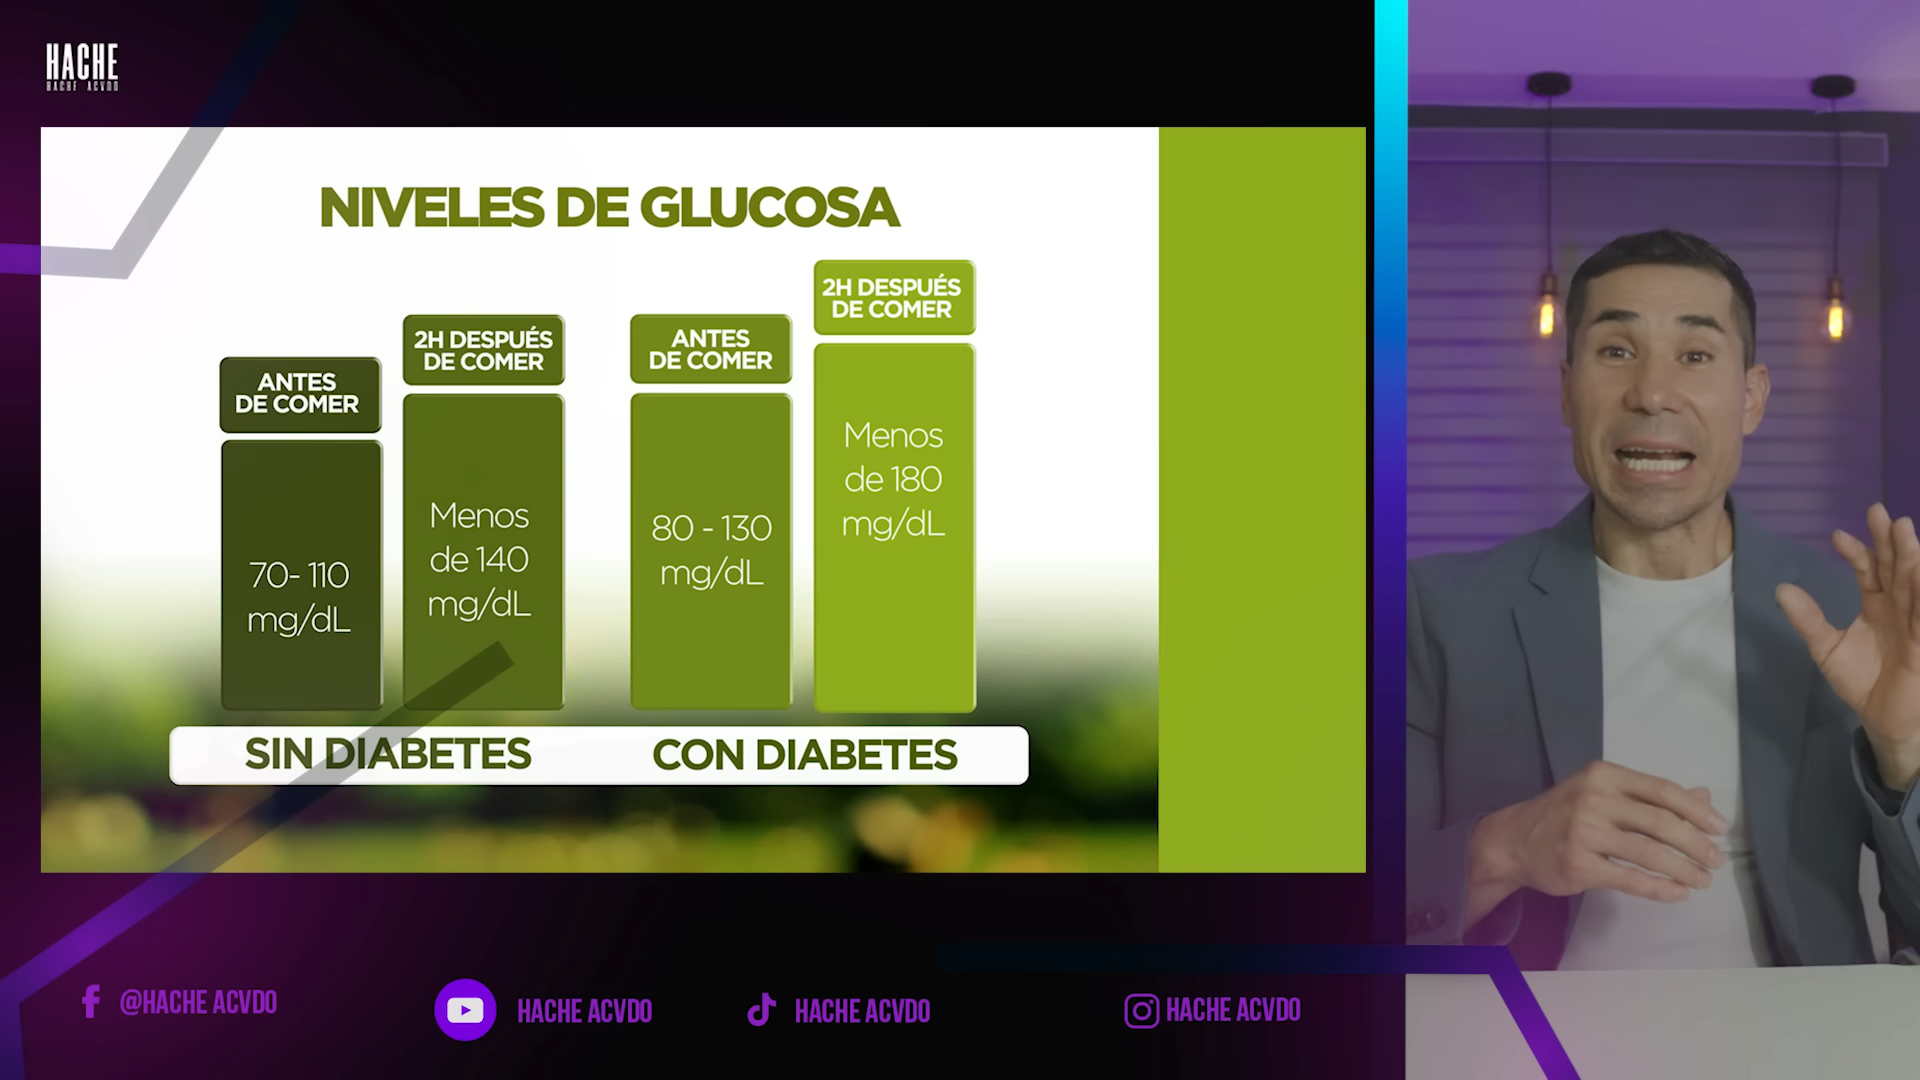 HACHE
HACHE ACVDO
NIVELES DE GLUCOSA
ANTES
DE COMER
70- 110
mg/dL
2H DESPUÉS
DE COMER
Menos
de 140
mg/dL
ANTES
DE COMER
80 - 130
mg/dL
2H DESPUÉS
DE COMER
Menos
de 180
mg/dL
SIN DIABETES
CON DIABETES
@HACHE ACVDO
HACHE ACVDO
HACHE ACVDO
HACHE ACVDO